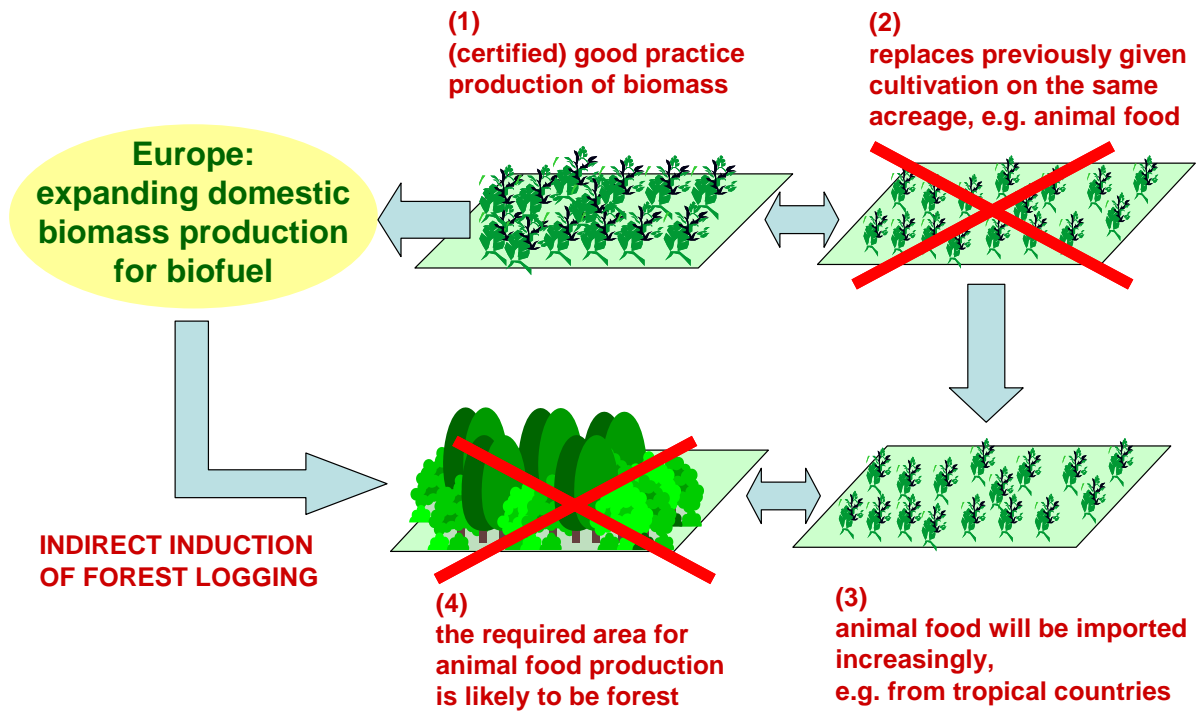 (1)
(certified) good practice
production of biomass
(2)
replaces previously given
cultivation on the same
acreage, e.g. animal food
Europe:
expanding domestic
biomass production
for biofuel
INDIRECT INDUCTION
OF FOREST LOGGING
(4)
the required area for
animal food production
is likely to be forest
(3)
animal food will be imported
increasingly,
e.g. from tropical countries